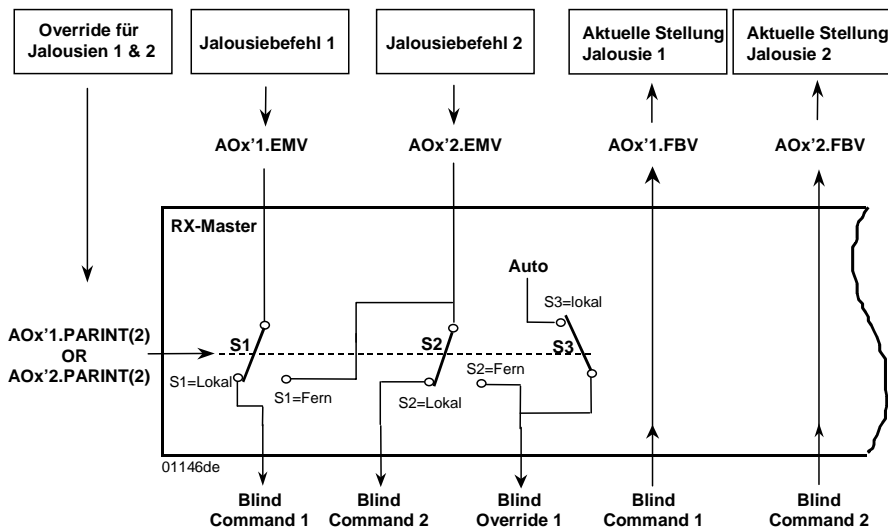 Override für
Jalousien 1 & 2
Jalousiebefehl 1
Jalousiebefehl 2
Aktuelle Stellung
Jalousie 1
Aktuelle Stellung
Jalousie 2
AOx'1.EMV
AOx'2.EMV
AOx'1.FBV
AOx'2.FBV
RX-Master
Auto
S3=lokal
AOx'1.PARINT(2)
OR
AOx'2.PARINT(2)
S1
S2
S3
S1=Lokal
S1=Fern
S2=Lokal
S2=Fern
01146de
Blind
Command 1
Blind
Command 2
Blind
Override 1
Blind
Command 1
Blind
Command 2